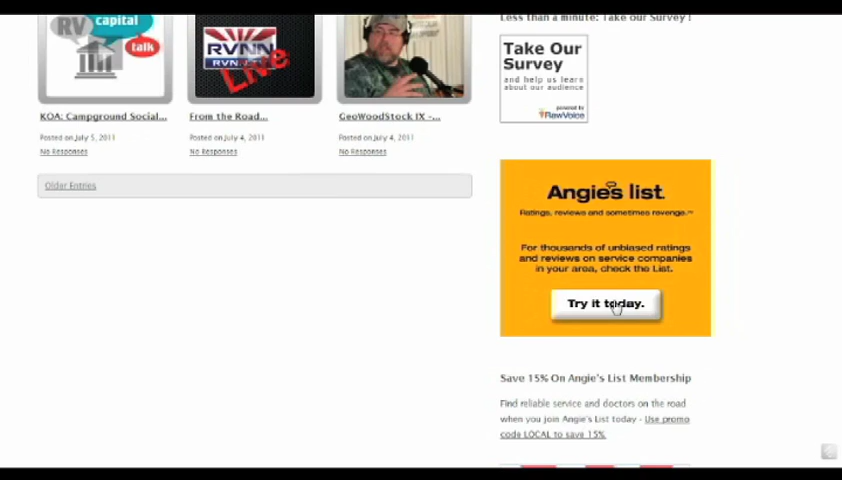 RV capital talk
RVNN
Live
Less than a minute: Take our Survey !
Take Our
Survey
and help us learn
about our audience
powered by
RawVoice
KOA: Campground Social...
From the Road...
GeoWoodStock IX -...
Posted on July 5, 2011
Posted on July 4, 2011
Posted on July 4, 2011
No Responses
No Responses
No Responses
Older Entries
Angie's list.
Ratings, reviews and sometimes revenge.™
For thousands of unbiased ratings
and reviews on service companies
in your area, check the List.
Try it today.
Save 15% On Angie's List Membership
Find reliable service and doctors on the road
when you join Angie's List today - Use promo
code LOCAL to save 15%.